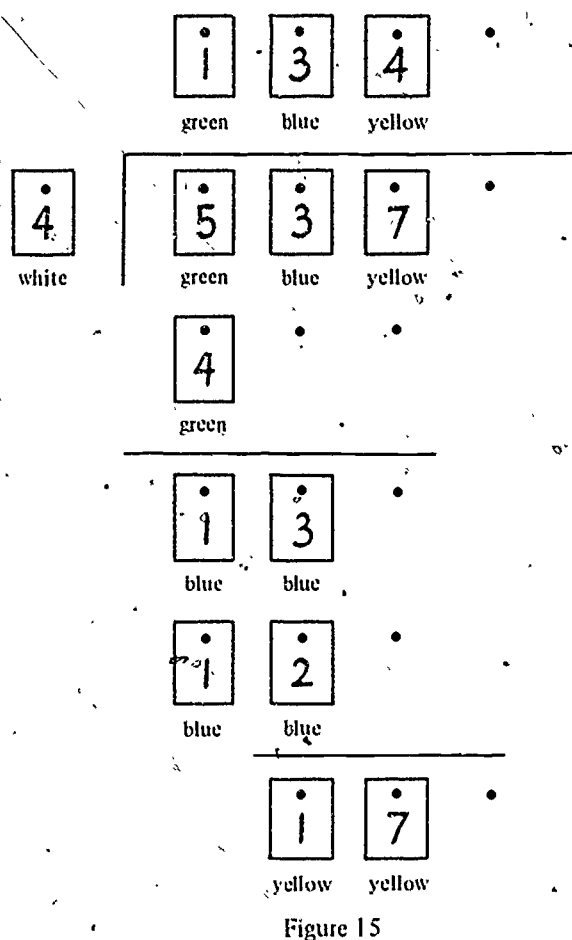 1 3 4
green blue yellow
4 5 3 7
white green blue yellow
4
green
1 3
blue blue
1 2
blue blue
1 7
yellow yellow
Figure 15